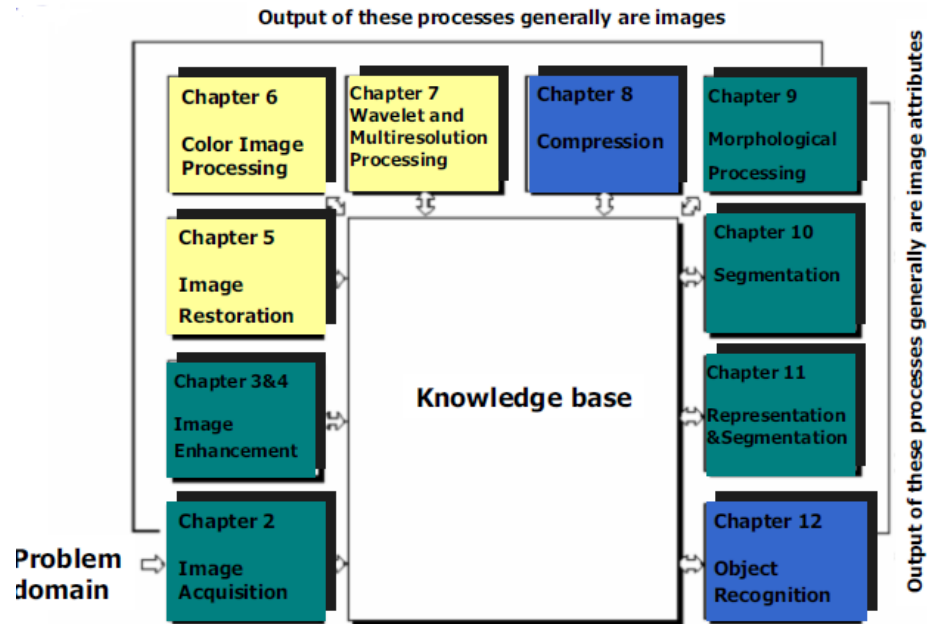 Output of these processes generally are images
Chapter 6
Color Image
Processing
Chapter 7
Wavelet and
Multiresolution
Processing
Chapter 8
Compression
Chapter 9
Morphological
Processing
Chapter 5
Image
Restoration
Chapter 10
Segmentation
Chapter 3&4
Image
Enhancement
Knowledge base
Chapter 11
Representation
&Segmentation
Chapter 2
Image
Acquisition
Chapter 12
Object
Recognition
Problem
domain
Output of these processes generally are image attributes